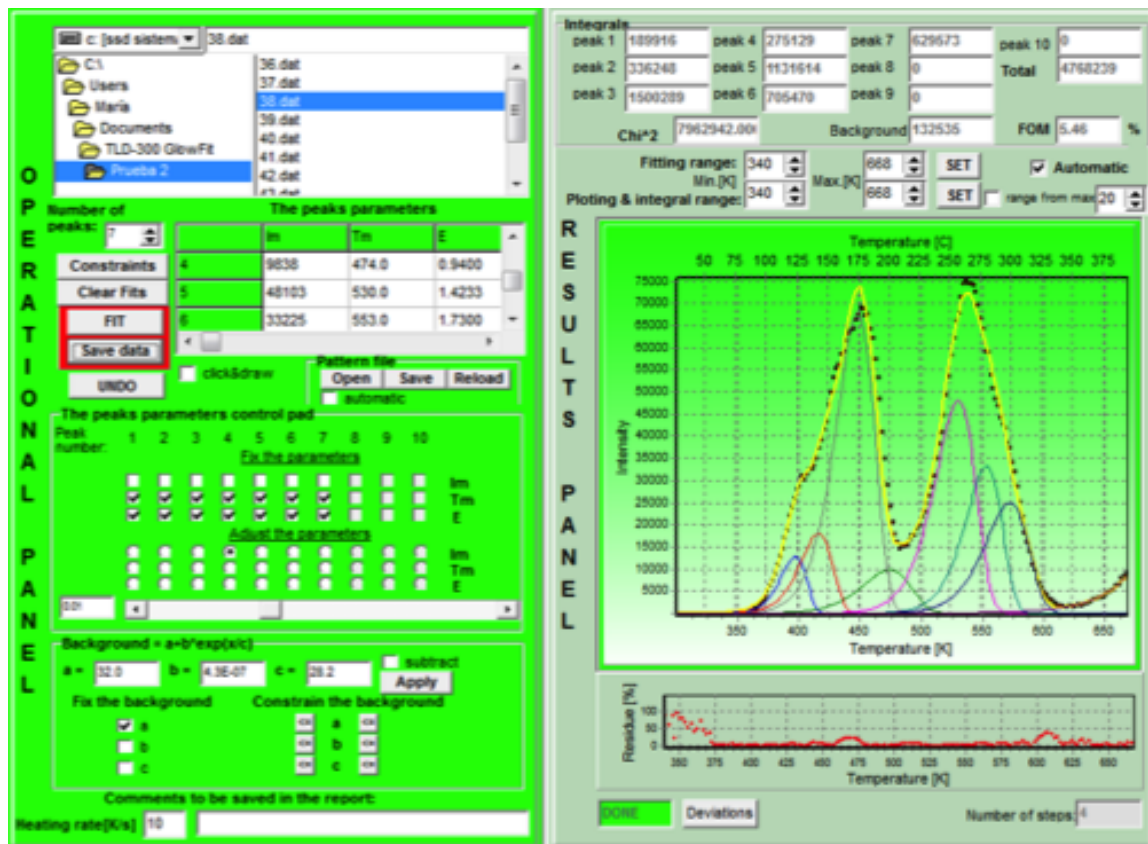 c: [ssd sistem
38.dat
C:\
Users
María
Documents
TLD-300 GlowFit
Prueba 2
36.dat
37.dat
38.dat
39.dat
40.dat
41.dat
42.dat
43.dat
OPERATIONAL PANEL
Number of peaks: 7
The peaks parameters
Im Tm E
4 9838 474.0 0.9400
5 48103 530.0 1.4233
6 33225 553.0 1.7300
Constraints
Clear Fits
FIT
Save data
UNDO
click&draw
Pattern file
Open Save Reload
automatic
The peaks parameters control pad
Peak number: 1 2 3 4 5 6 7 8 9 10
Fix the parameters
Im
Tm
E
Adjust the parameters
Im
Tm
E
0.01
Background = a+b*exp(x/c)
a = 32.0 b = 4.3E-07 c = 28.2
subtract
Apply
Fix the background
Constrain the background
a <=> a
b <=> b
c <=> c
Comments to be saved in the report:
Heating rate[K/s] 10
Integrals
peak 1 189916 peak 4 275129 peak 7 629573 peak 10 0
peak 2 336248 peak 5 1131614 peak 8 0 Total 4768239
peak 3 1500289 peak 6 705470 peak 9 0
Chi^2 7962942.00 Background 132535 FOM 5.46 %
Fitting range: Min.[K] 340 Max.[K] 668 SET Automatic
Ploting & integral range: 340 668 SET range from max 20
RESULTS PANEL
Temperature [C]
50 75 100 125 150 175 200 225 250 275 300 325 350 375
Intensity
75000
70000
65000
60000
55000
50000
45000
40000
35000
30000
25000
20000
15000
10000
5000
350 400 450 500 550 600 650
Temperature [K]
Residue [%]
100
50
0
350 375 400 425 450 475 500 525 550 575 600 625 650
Temperature [K]
DONE
Deviations
Number of steps: 4